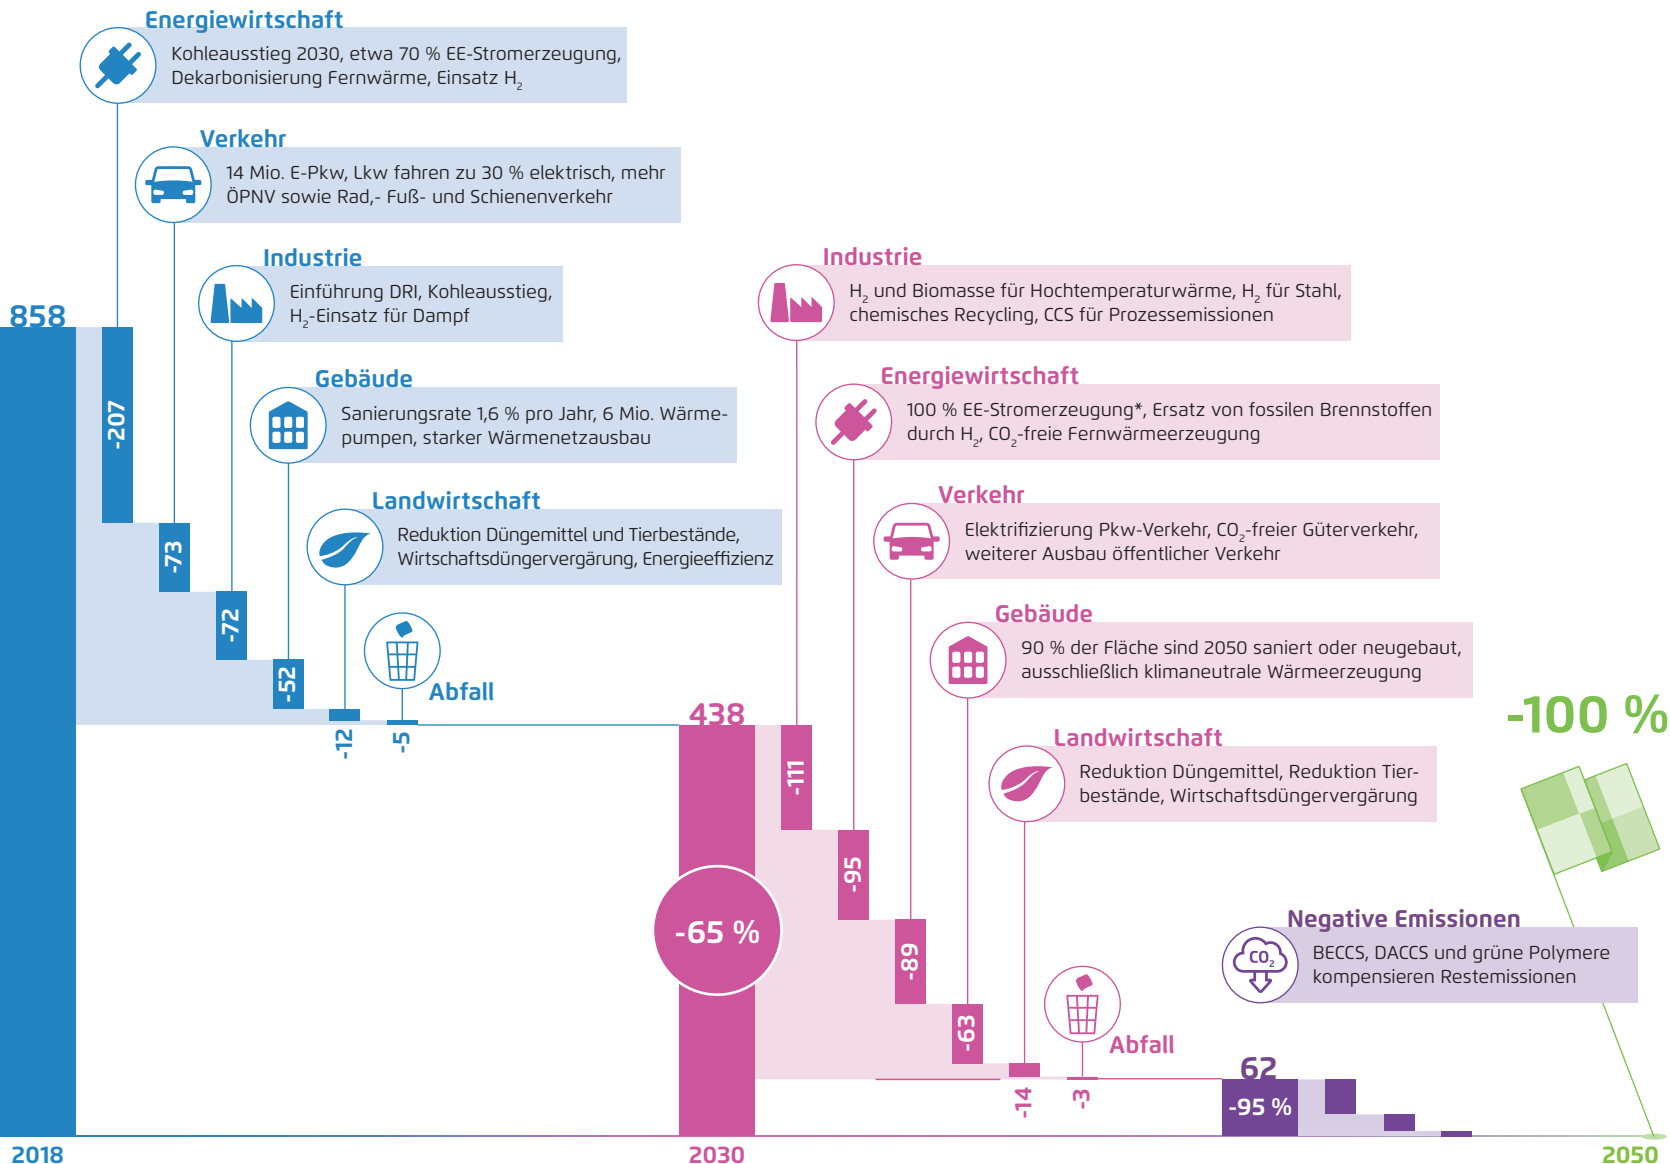 Energiewirtschaft
Kohleausstieg 2030, etwa 70 % EE-Stromerzeugung,
Dekarbonisierung Fernwärme, Einsatz H₂
Verkehr
14 Mio. E-Pkw, Lkw fahren zu 30 % elektrisch, mehr
ÖPNV sowie Rad,- Fuß- und Schienenverkehr
Industrie
Einführung DRI, Kohleausstieg,
H₂-Einsatz für Dampf
Gebäude
Sanierungsrate 1,6 % pro Jahr, 6 Mio. Wärme-
pumpen, starker Wärmenetzausbau
Landwirtschaft
Reduktion Düngemittel und Tierbestände,
Wirtschaftsdüngervergärung, Energieeffizienz
Abfall
858
-207
-73
-72
-52
-12
-5
2018
Industrie
H₂ und Biomasse für Hochtemperaturwärme, H₂ für Stahl,
chemisches Recycling, CCS für Prozessemissionen
Energiewirtschaft
100 % EE-Stromerzeugung*, Ersatz von fossilen Brennstoffen
durch H₂, CO₂-freie Fernwärmeerzeugung
Verkehr
Elektrifizierung Pkw-Verkehr, CO₂-freier Güterverkehr,
weiterer Ausbau öffentlicher Verkehr
Gebäude
90 % der Fläche sind 2050 saniert oder neugebaut,
ausschließlich klimaneutrale Wärmeerzeugung
Landwirtschaft
Reduktion Düngemittel, Reduktion Tier-
bestände, Wirtschaftsdüngervergärung
Abfall
438
-65 %
-111
-95
-89
-63
-14
-3
2030
Negative Emissionen
CO₂
BECCS, DACCS und grüne Polymere
kompensieren Restemissionen
62
-95 %
-100 %
2050